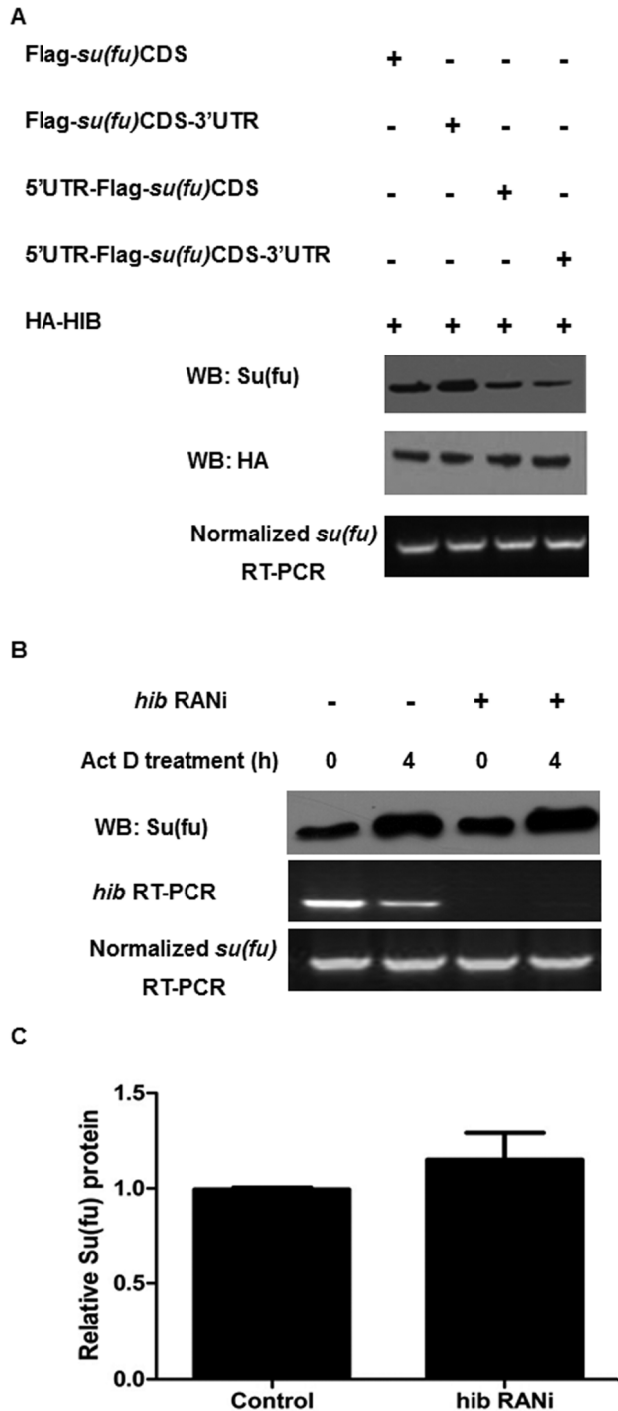 A
Flag-su(fu)CDS + - - -
Flag-su(fu)CDS-3'UTR - + - -
5'UTR-Flag-su(fu)CDS - - + -
5'UTR-Flag-su(fu)CDS-3'UTR - - - +
HA-HIB + + + +
WB: Su(fu)
WB: HA
Normalized su(fu)
RT-PCR
B
hib RANi - - + +
Act D treatment (h) 0 4 0 4
WB: Su(fu)
hib RT-PCR
Normalized su(fu)
RT-PCR
C
Relative Su(fu) protein
1.5
1.0
0.5
0.0
Control hib RANi